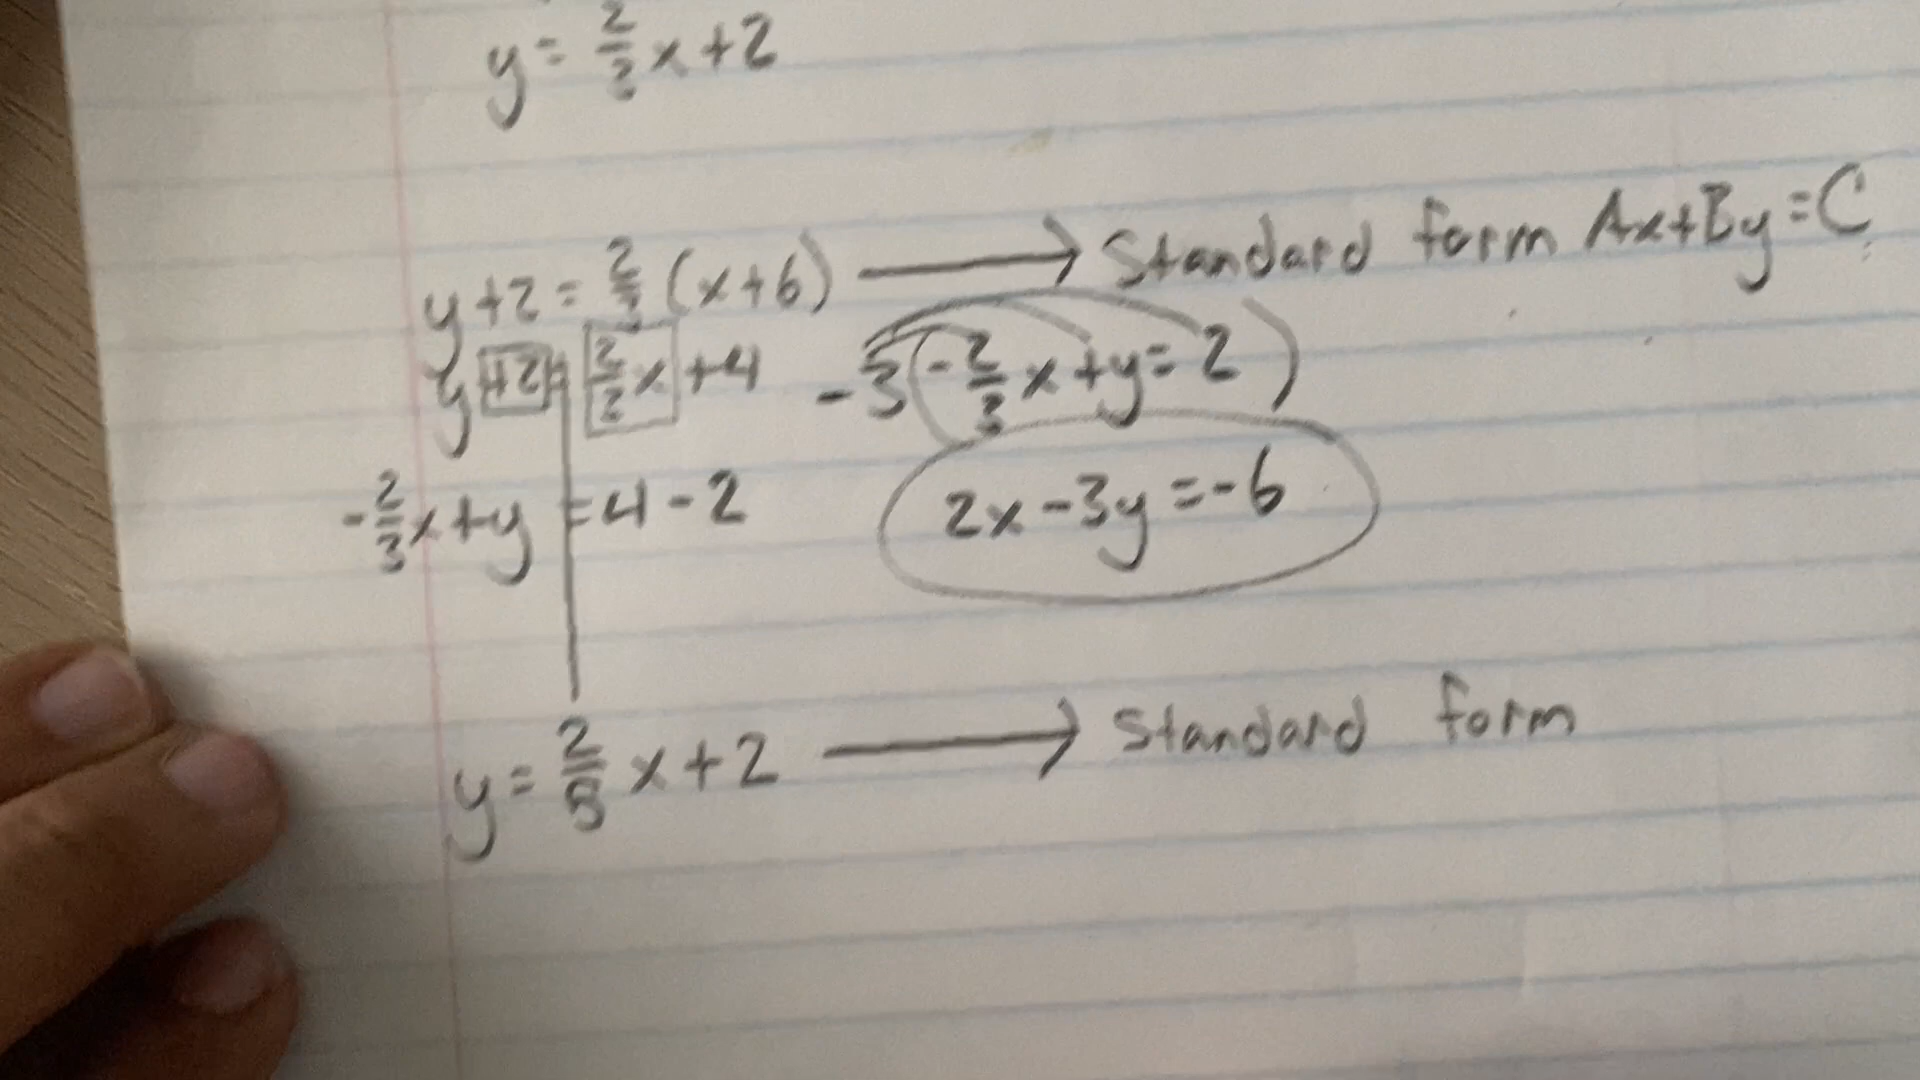 y = 2/3 x + 2
y + 2 = 2/3 (x + 6) ⟶ Standard form Ax + By = C
y + 2 = 2/3 x + 4   -3(-2/3 x + y = 2)
-2/3 x + y = 4 - 2   2x - 3y = -6
y = 2/3 x + 2 ⟶ Standard form